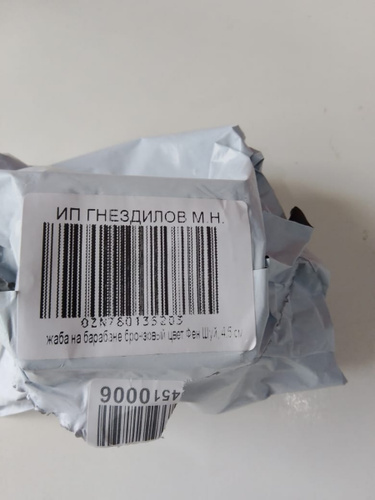 ИП ГНЕЗДИЛОВ М.Н.
OZN780135203
жаба на барабане бронзовый цвет Фен Шуй, 4.5 см
4510006